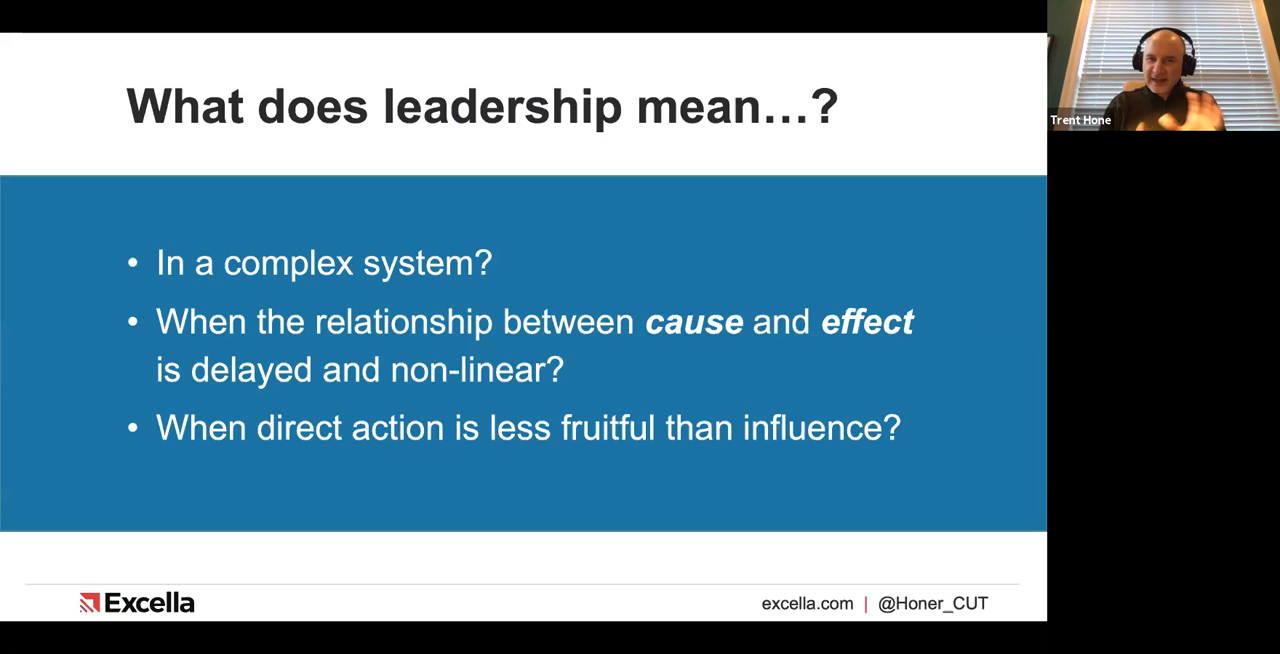 What does leadership mean…?
• In a complex system?
• When the relationship between cause and effect
is delayed and non-linear?
• When direct action is less fruitful than influence?
Excella
excella.com | @Honer_CUT
Trent Hone